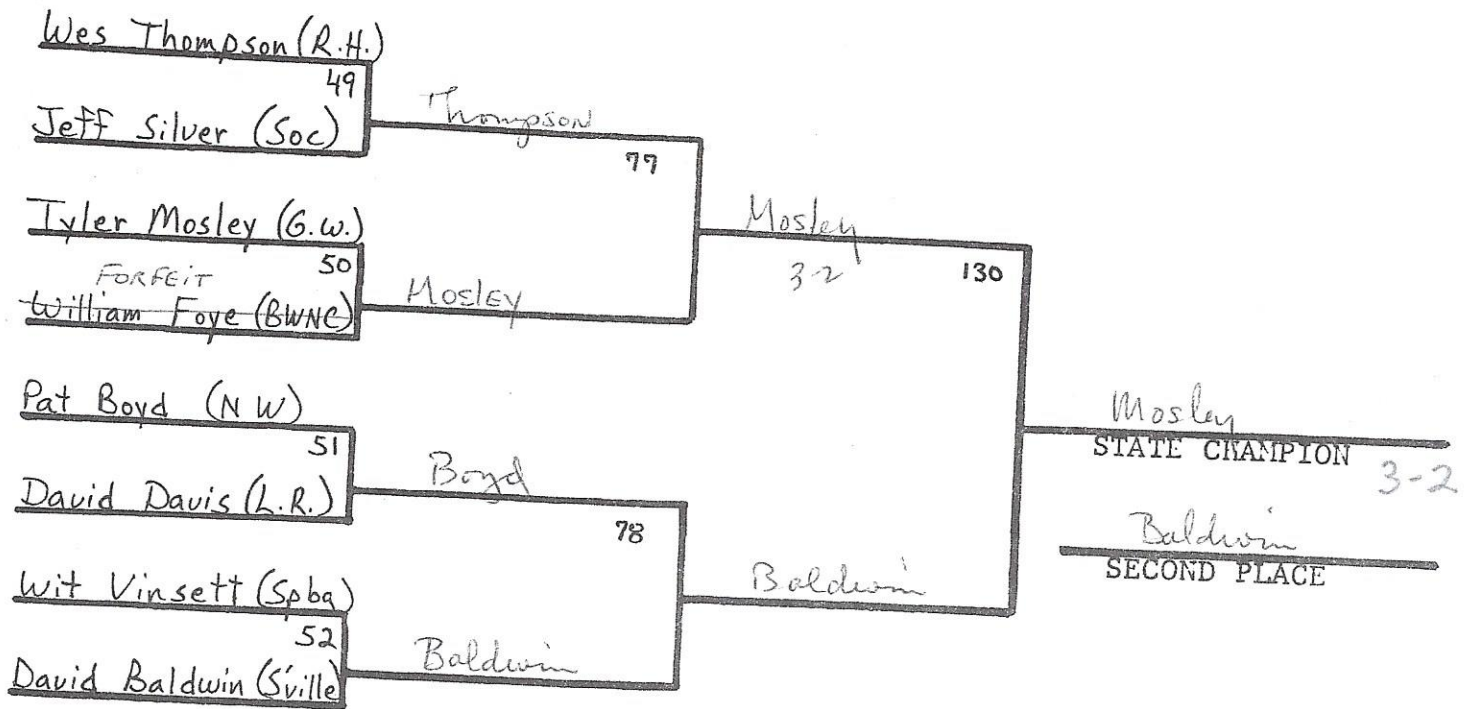 Wes Thompson (R.H.)
49
Jeff Silver (Soc)
Thompson
77
Tyler Mosley (G.W.)
50
FORFEIT
William Foye (BWNC)
Mosley
Mosley
3-2
130
Pat Boyd (NW)
51
David Davis (L.R.)
Boyd
78
Wit Vinsett (Spbg)
52
David Baldwin (S'ville)
Baldwin
Baldwin
Mosley
STATE CHAMPION
3-2
Baldwin
SECOND PLACE